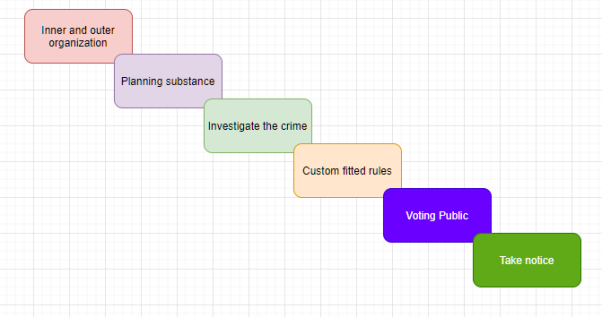 Inner and outer
organization
Planning substance
Investigate the crime
Custom fitted rules
Voting Public
Take notice